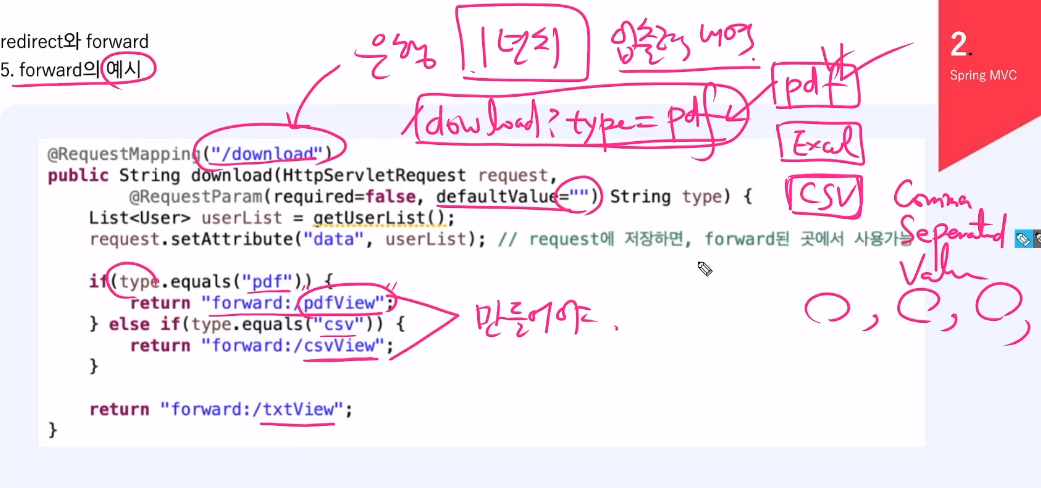 redirect와 forward
5. forward의 예시
2.
Spring MVC
은행 1년치 입출금 내역
/download?type=pdf
pdf
Excel
CSV
Comma
Seperated
Value
@RequestMapping("/download")
public String download(HttpServletRequest request,
@RequestParam(required=false, defaultValue="") String type) {
List<User> userList = getUserList();
request.setAttribute("data", userList); // request에 저장하면, forward된 곳에서 사용가능
if(type.equals("pdf")) {
return "forward:/pdfView";
} else if(type.equals("csv")) {
return "forward:/csvView";
}
return "forward:/txtView";
}
만들어야.